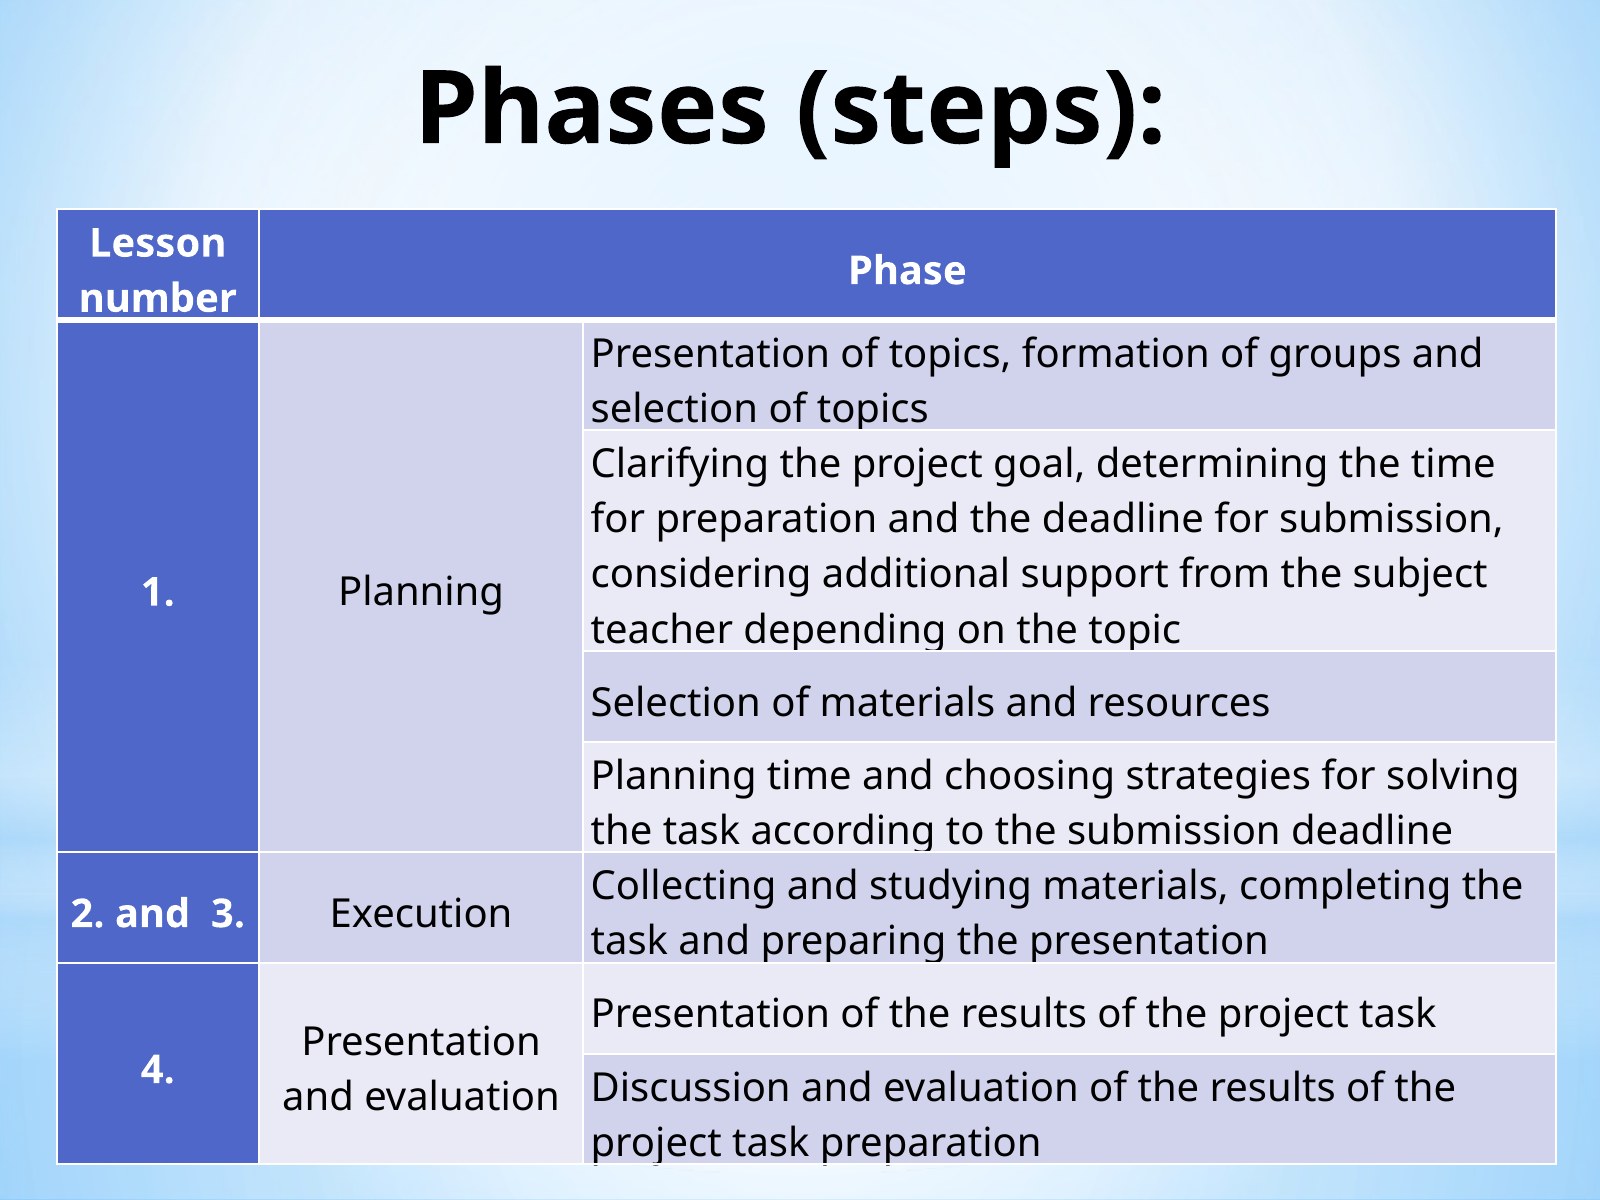 Phases (steps):
Lesson
number
Phase
1.
Planning
Presentation of topics, formation of groups and
selection of topics
Clarifying the project goal, determining the time
for preparation and the deadline for submission,
considering additional support from the subject
teacher depending on the topic
Selection of materials and resources
Planning time and choosing strategies for solving
the task according to the submission deadline
2. and  3.
Execution
Collecting and studying materials, completing the
task and preparing the presentation
4.
Presentation
and evaluation
Presentation of the results of the project task
Discussion and evaluation of the results of the
project task preparation